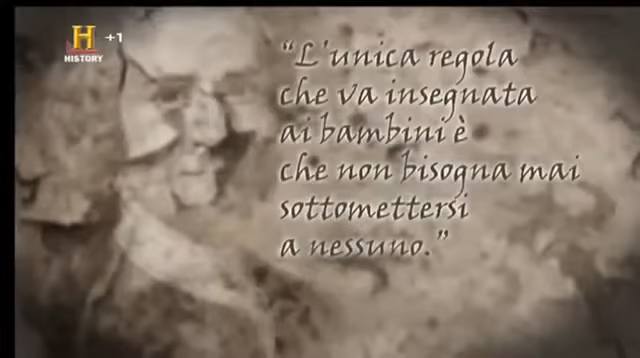 H +1
HISTORY
“L'unica regola
che va insegnata
ai bambini è
che non bisogna mai
sottomettersi
a nessuno.”